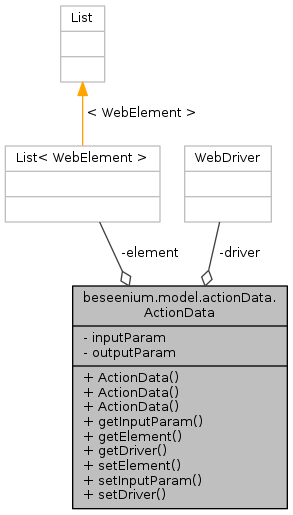 List
< WebElement >
List< WebElement >
WebDriver
-element
-driver
beseenium.model.actionData.
ActionData
- inputParam
- outputParam
+ ActionData()
+ ActionData()
+ ActionData()
+ getInputParam()
+ getElement()
+ getDriver()
+ setElement()
+ setInputParam()
+ setDriver()